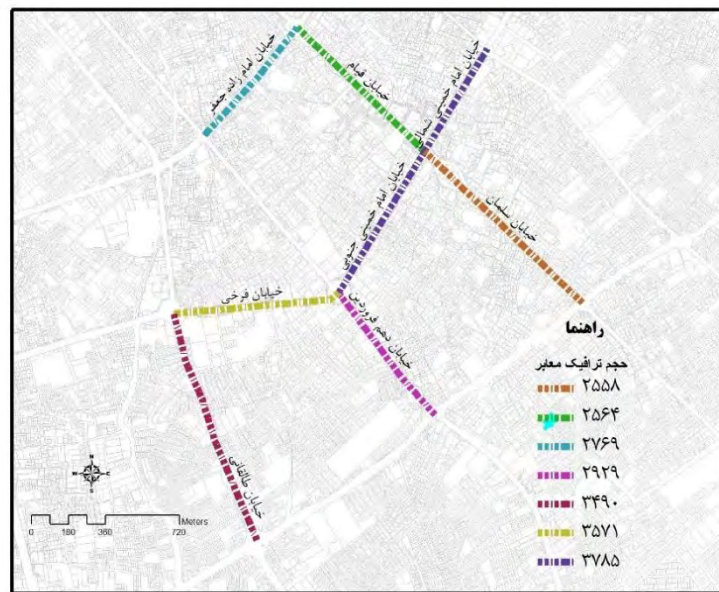 خیابان امام زاده جعفر
خیابان قیام
خیابان امام خمینی شمالی
خیابان امام خمینی جنوبی
خیابان سلمان
خیابان فرخی
خیابان دهم فروردین
خیابان طالقانی
راهنما
حجم ترافیک معابر
۲۵۵۸
۲۵۶۴
۲۷۶۹
۲۹۲۹
۳۴۹۰
۳۵۷۱
۳۷۸۵
N
W E
S
Meters
0 180 360 720